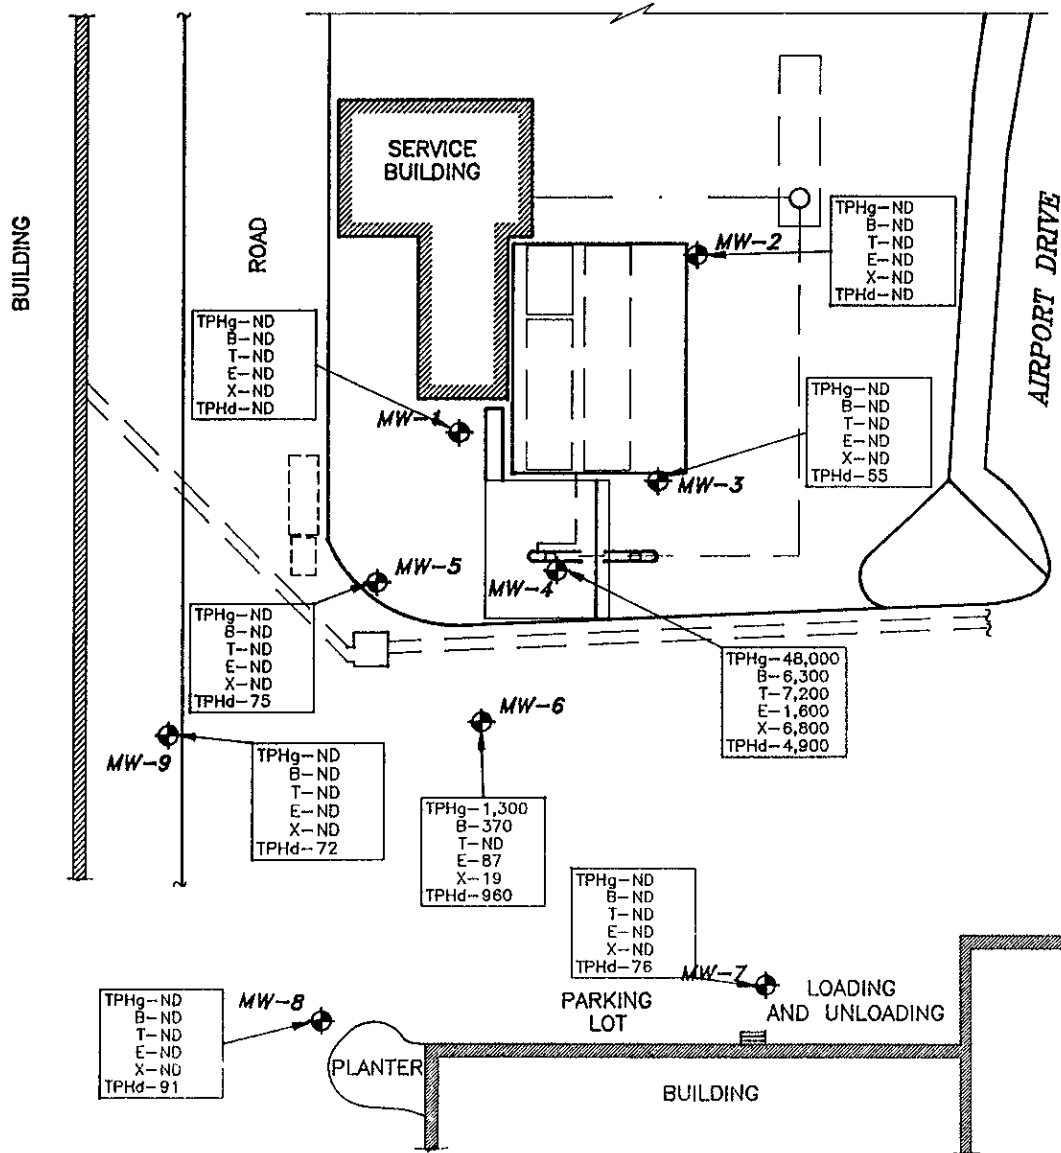 SERVICE
BUILDING
BUILDING
ROAD
AIRPORT DRIVE
MW-2
TPHg-ND
B-ND
T-ND
E-ND
X-ND
TPHd-ND
TPHg-ND
B-ND
T-ND
E-ND
X-ND
TPHd-ND
MW-1
TPHg-ND
B-ND
T-ND
E-ND
X-ND
TPHd-55
MW-3
MW-5
MW-4
TPHg-ND
B-ND
T-ND
E-ND
X-ND
TPHd-75
TPHg-48,000
B-6,300
T-7,200
E-1,600
X-6,800
TPHd-4,900
MW-6
MW-9
TPHg-ND
B-ND
T-ND
E-ND
X-ND
TPHd-72
TPHg-1,300
B-370
T-ND
E-87
X-19
TPHd-960
TPHg-ND
B-ND
T-ND
E-ND
X-ND
TPHd-76
MW-7
LOADING
AND UNLOADING
PARKING
LOT
MW-8
TPHg-ND
B-ND
T-ND
E-ND
X-ND
TPHd-91
PLANTER
BUILDING